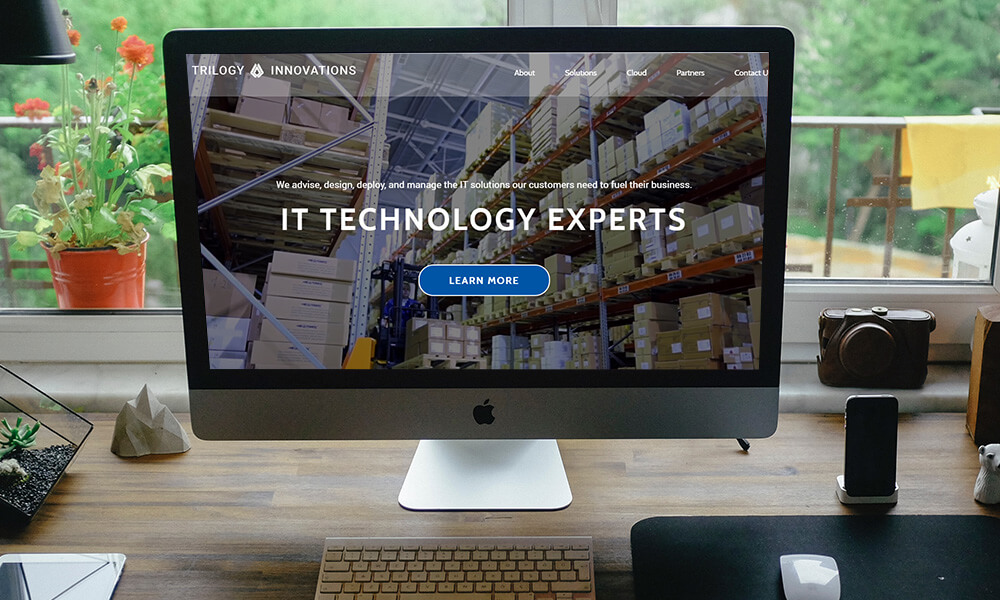 TRILOGY INNOVATIONS
About Solutions Cloud Partners Contact U
We advise, design, deploy, and manage the IT solutions our customers need to fuel their business.
IT TECHNOLOGY EXPERTS
LEARN MORE